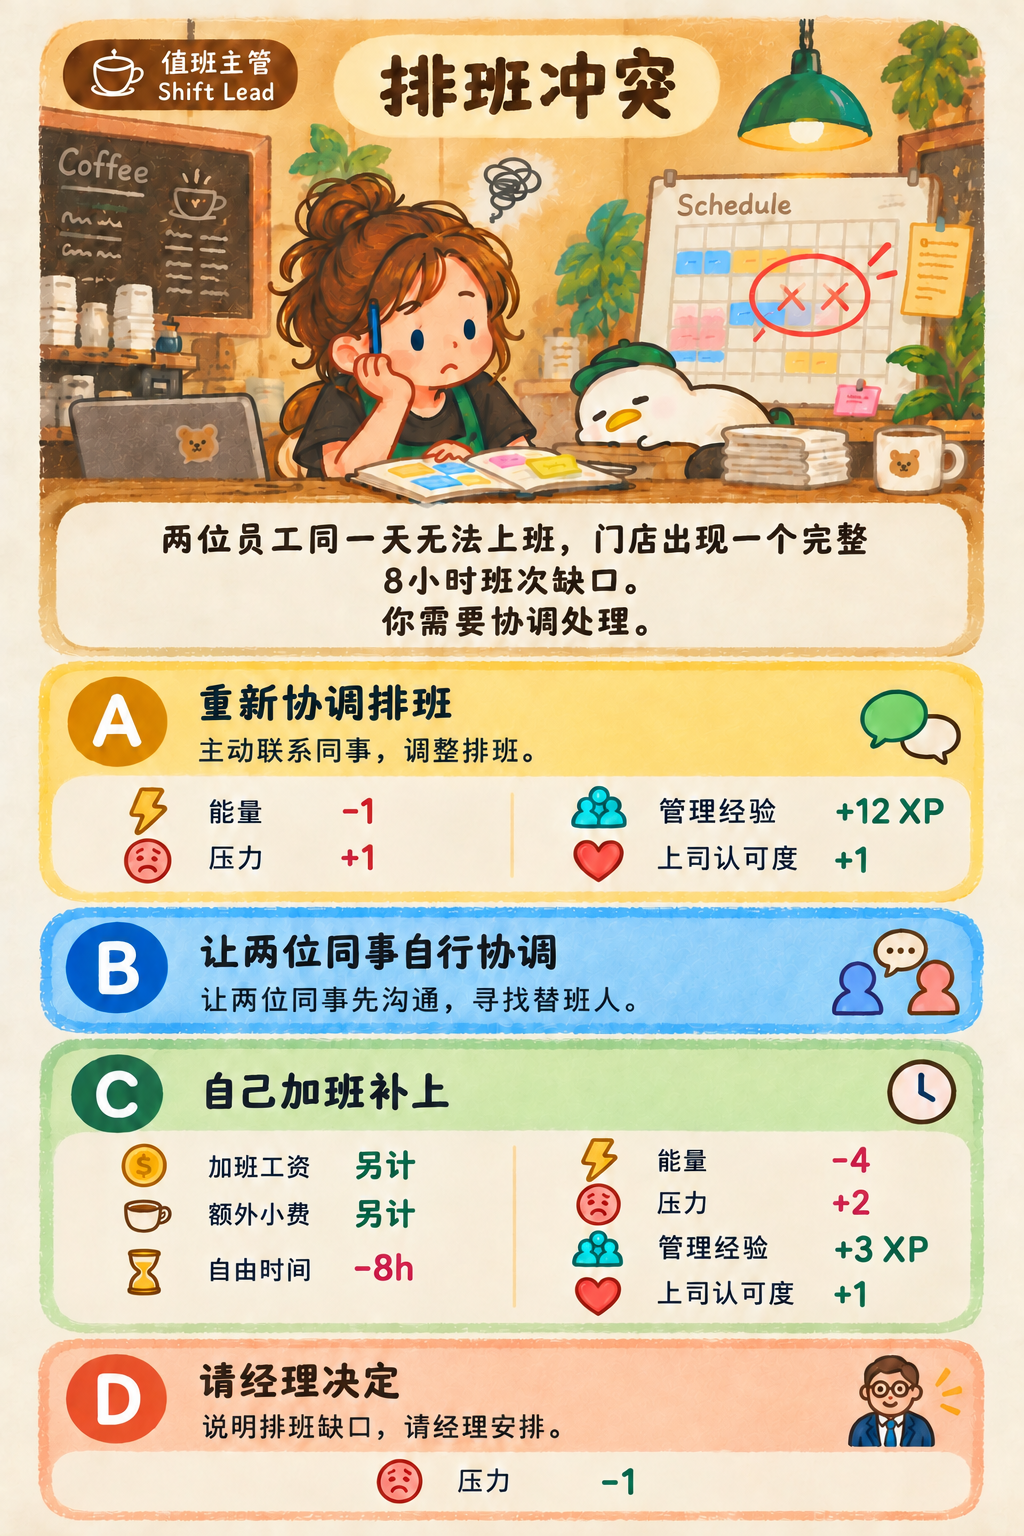 值班主管
Shift Lead
排班冲突
Coffee
Schedule
两位员工同一天无法上班，门店出现一个完整
8小时班次缺口。
你需要协调处理。
A
重新协调排班
主动联系同事，调整排班。
能量 -1
压力 +1
管理经验 +12 XP
上司认可度 +1
B
让两位同事自行协调
让两位同事先沟通，寻找替班人。
C
自己加班补上
加班工资 另计
额外小费 另计
自由时间 -8h
能量 -4
压力 +2
管理经验 +3 XP
上司认可度 +1
D
请经理决定
说明排班缺口，请经理安排。
压力 -1